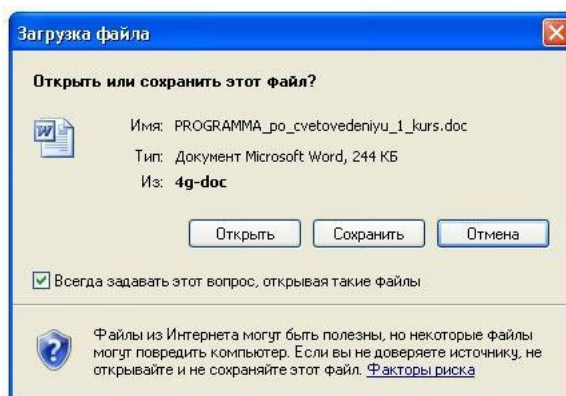 Загрузка файла
Открыть или сохранить этот файл?
Имя: PROGRAMMA_po_cvetovedeniyu_1_kurs.doc
Тип: Документ Microsoft Word, 244 КБ
Из: 4g-doc
Открыть Сохранить Отмена
Всегда задавать этот вопрос, открывая такие файлы
Файлы из Интернета могут быть полезны, но некоторые файлы
могут повредить компьютер. Если вы не доверяете источнику, не
открывайте и не сохраняйте этот файл. Факторы риска